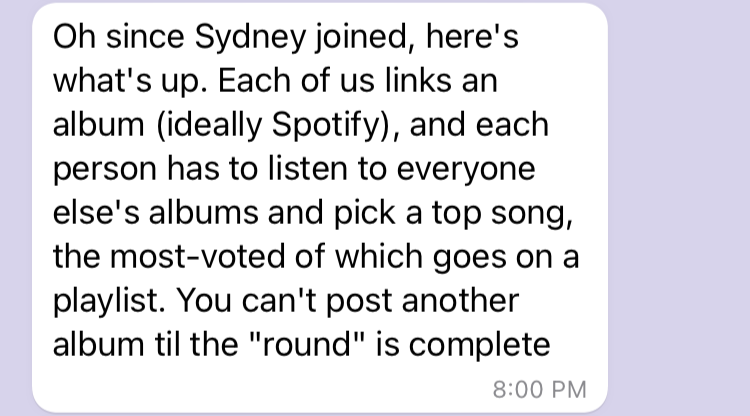 Oh since Sydney joined, here's
what's up. Each of us links an
album (ideally Spotify), and each
person has to listen to everyone
else's albums and pick a top song,
the most-voted of which goes on a
playlist. You can't post another
album til the "round" is complete
8:00 PM